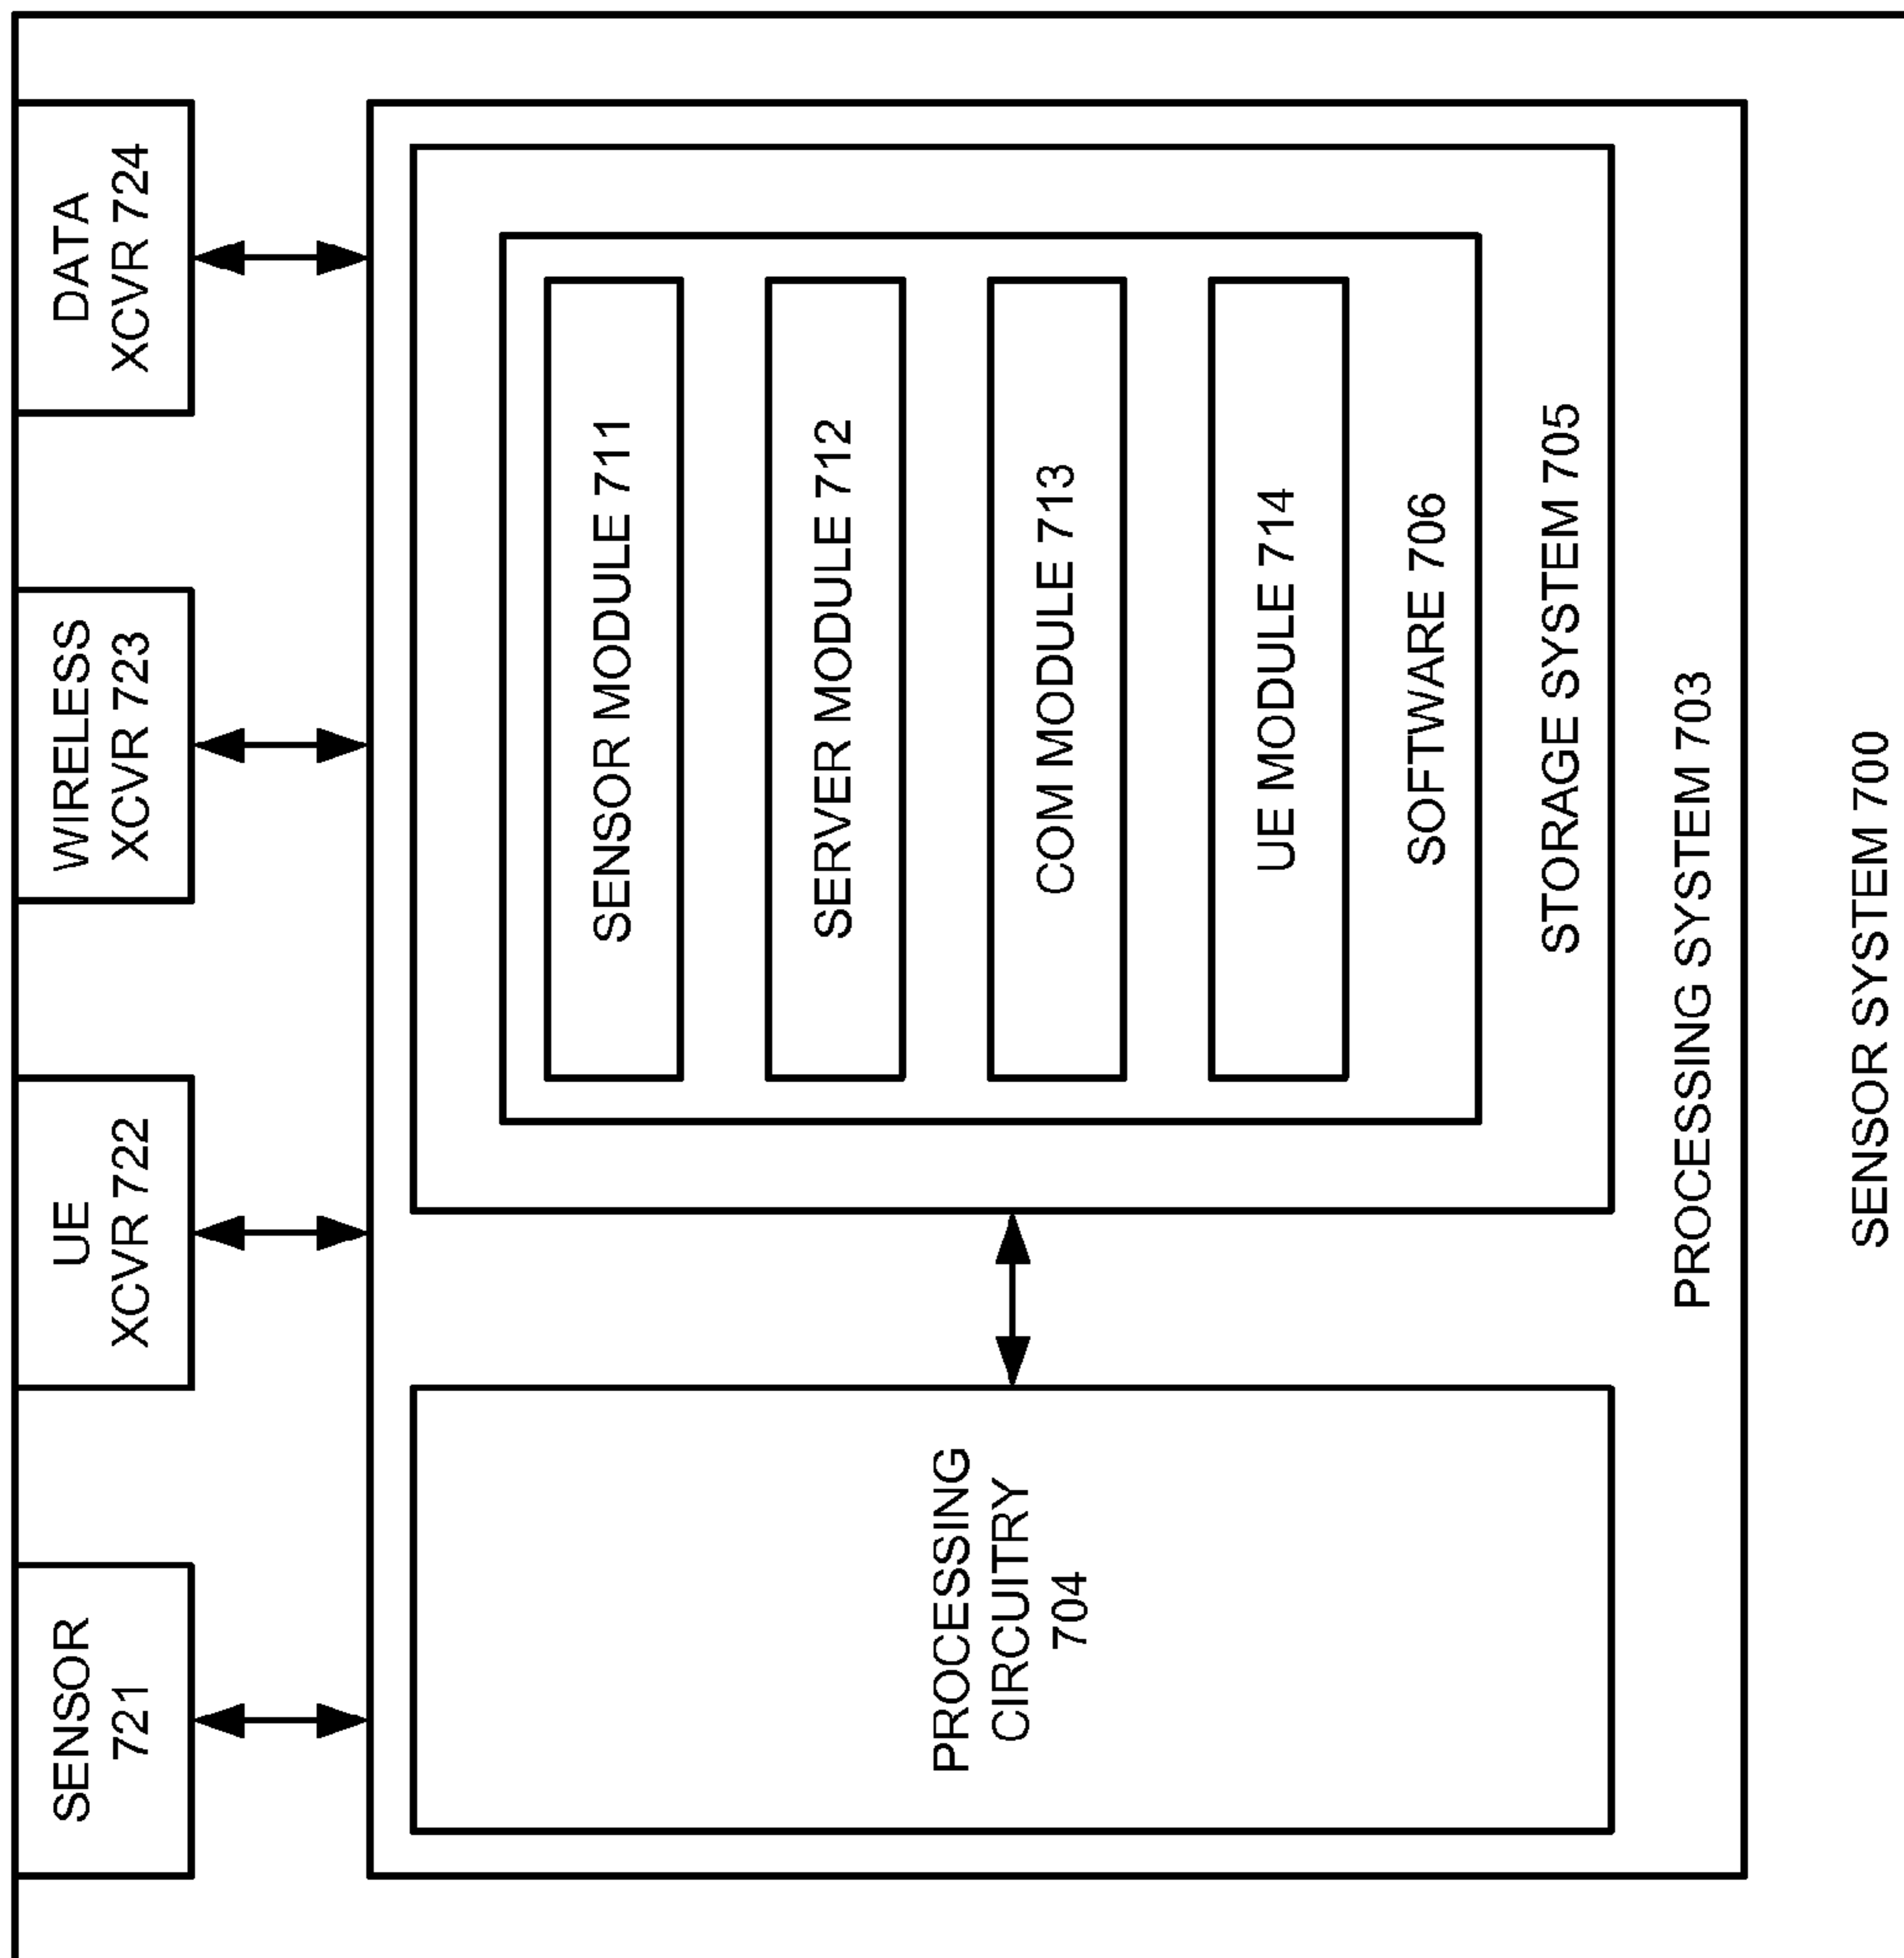 SENSOR
721
UE
XCVR 722
WIRELESS
XCVR 723
DATA
XCVR 724
PROCESSING
CIRCUITRY
704
SENSOR MODULE 711
SERVER MODULE 712
COM MODULE 713
UE MODULE 714
SOFTWARE 706
STORAGE SYSTEM 705
PROCESSING SYSTEM 703
SENSOR SYSTEM 700